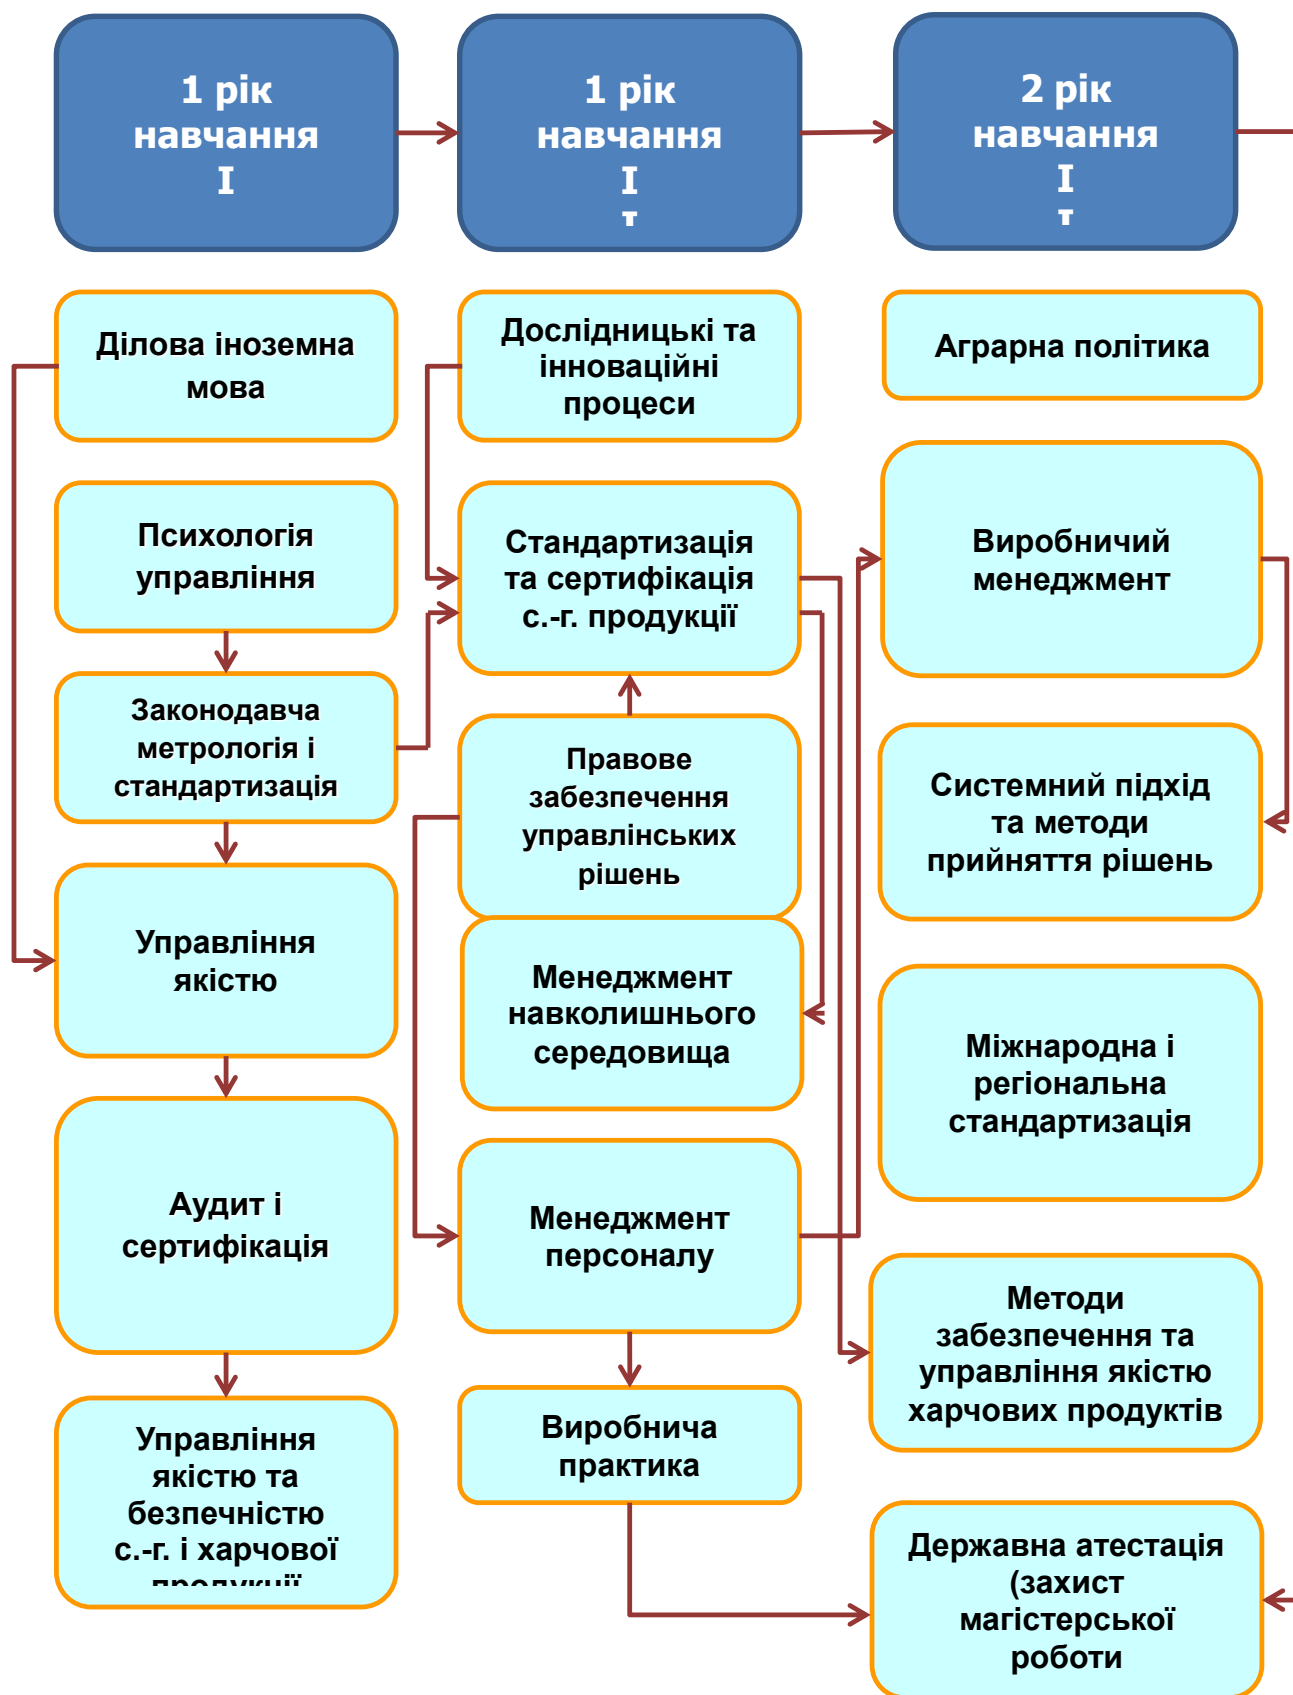 1 рік
навчання
І
1 рік
навчання
І
2 рік
навчання
І
Ділова іноземна
мова
Психологія
управління
Законодавча
метрологія і
стандартизація
Управління
якістю
Аудит і
сертифікація
Управління
якістю та
безпечністю
с.-г. і харчової
продукції
Дослідницькі та
інноваційні
процеси
Стандартизація
та сертифікація
с.-г. продукції
Правове
забезпечення
управлінських
рішень
Менеджмент
навколишнього
середовища
Менеджмент
персоналу
Виробнича
практика
Аграрна політика
Виробничий
менеджмент
Системний підхід
та методи
прийняття рішень
Міжнародна і
регіональна
стандартизація
Методи
забезпечення та
управління якістю
харчових продуктів
Державна атестація
(захист
магістерської
роботи